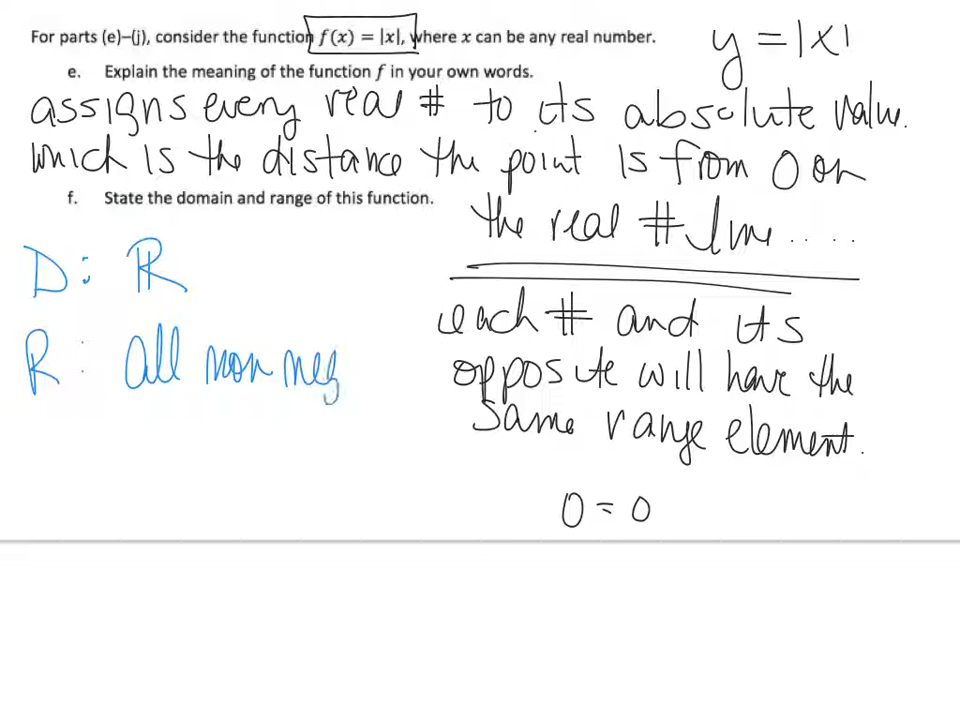 For parts (e)–(j), consider the function f(x) = |x|, where x can be any real number.
y = |x|
e. Explain the meaning of the function f in your own words.
assigns every real # to its absolute value.
which is the distance the point is from 0 on
the real # line .....
f. State the domain and range of this function.
D: ℝ
R: all non neg
each # and its
opposite will have the
same range element.
0 = 0